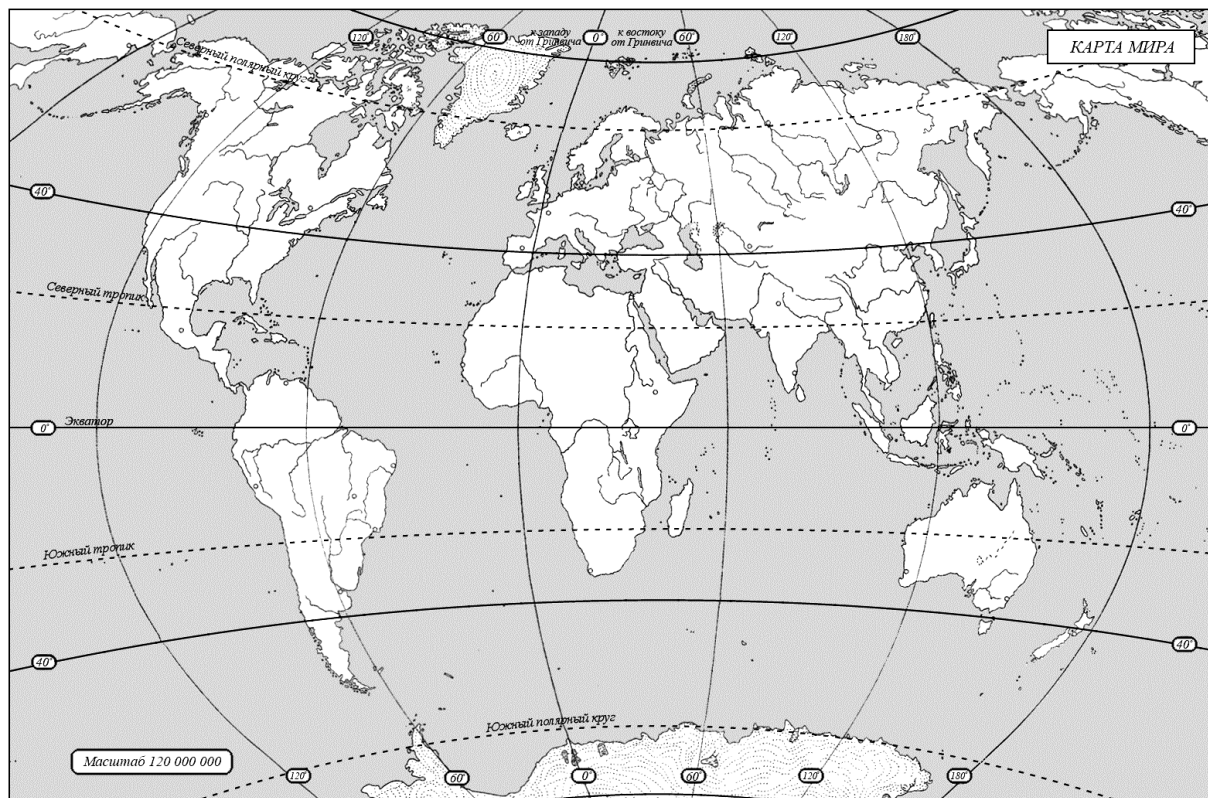 120°
60°
к западу
от Гринвича
0°
к востоку
от Гринвича
60°
120°
180°
КАРТА МИРА
Северный полярный круг
40°
40°
Северный тропик
0°
Экватор
0°
Южный тропик
40°
40°
Южный полярный круг
Масштаб 120 000 000
120°
60°
0°
60°
120°
180°